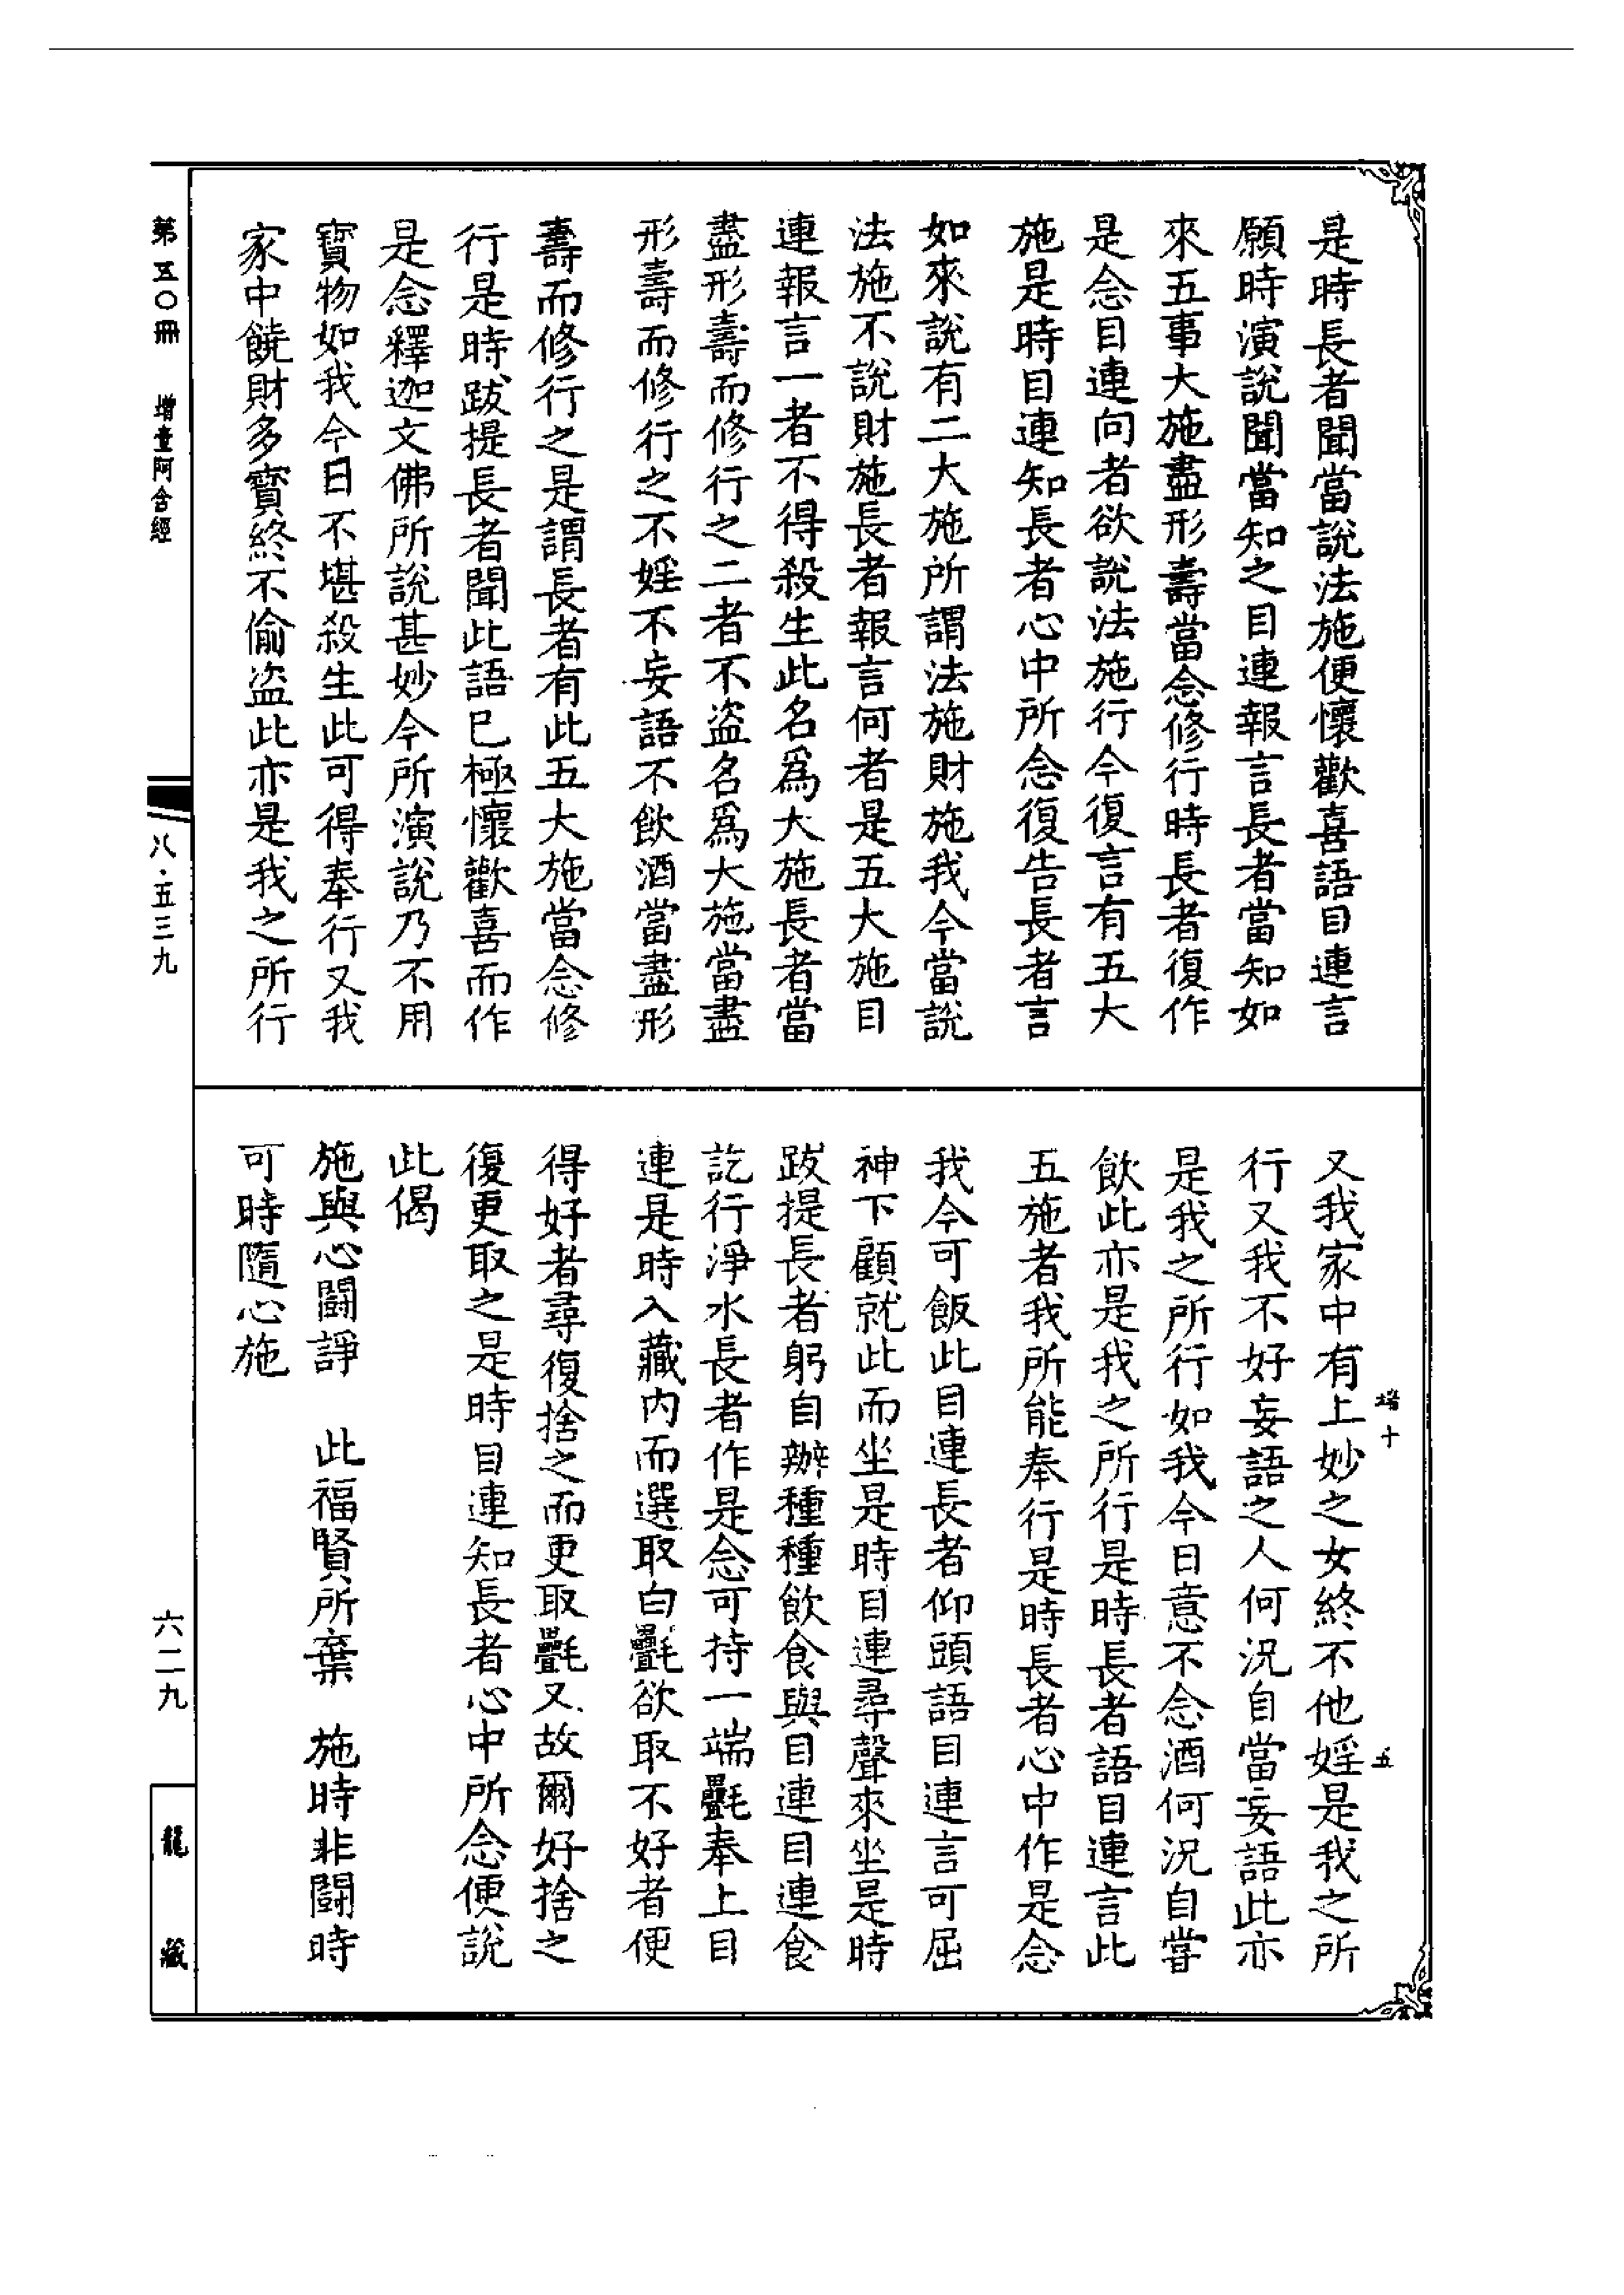 是時長者聞當說法施便懷歡喜語目連言
願時演說聞當知之目連報言長者當知如
來五事大施盡形壽當念修行時長者復作
是念目連向者欲說法施行今復言有五大
施是時目連知長者心中所念復告長者言
如來說有二大施所謂法施財施我今當說
法施不說財施長者報言何者是五大施目
連報言一者不得殺生此名爲大施長者當
盡形壽而修行之二者不盜名爲大施當盡
形壽而修行之不婬不妄語不飲酒當盡形
壽而修行之是謂長者有此五大施當念修
行是時跋提長者聞此語已極懷歡喜而作
是念釋迦文佛所說甚妙今所演說乃不用
寶物如我今日不堪殺生此可得奉行又我
家中饒財多寶終不偷盜此亦是我之所行
又我家中有上妙之女終不他婬是我之所
行又我不好妄語之人何況自當妄語此亦
是我之所行如我今日意不念酒何況自甞
飲此亦是我之所行是時長者語目連言此
五施者我所能奉行是時長者心中作是念
我今可飯此目連長者仰頭語目連言可屈
神下顧就此而坐是時目連尋聲來坐是時
跋提長者躬自辦種種飲食與目連目連食
訖行淨水長者作是念可持一端㲲奉上目
連是時入藏內而選取白㲲欲取不好者便
得好者尋復捨之而更取㲲又故爾好捨之
復更取之是時目連知長者心中所念便說
此偈
施與心鬪諍　此福賢所棄　施時非鬪時
可時隨心施
第五〇冊　增壹阿含經
八·五三九
六二九
龍藏
十
五